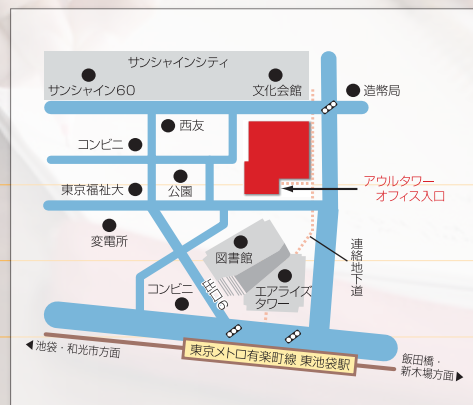 サンシャインシティ
サンシャイン60
文化会館
造幣局
西友
コンビニ
公園
東京福祉大
アウルタワー
オフィス入口
変電所
図書館
連絡地下道
出口6
エアライズ
タワー
コンビニ
東京メトロ有楽町線 東池袋駅
◀池袋・和光市方面
飯田橋・
新木場方面▶